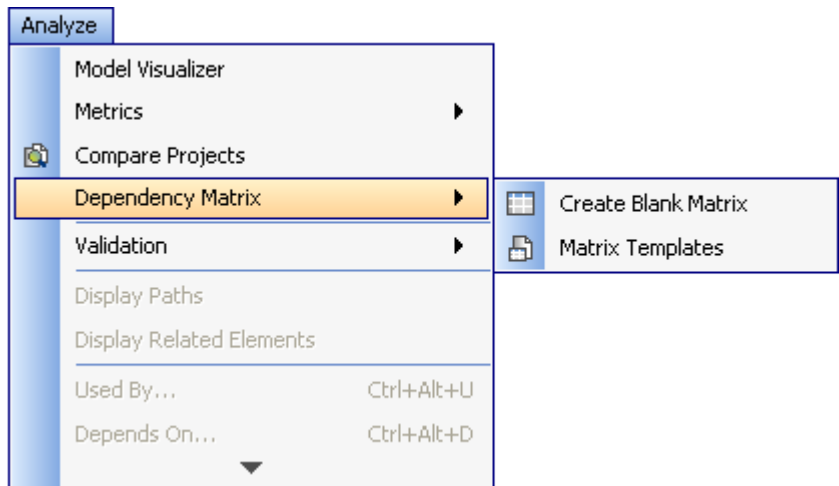 Analyze
Model Visualizer
Metrics
Compare Projects
Dependency Matrix
Create Blank Matrix
Matrix Templates
Validation
Display Paths
Display Related Elements
Used By... Ctrl+Alt+U
Depends On... Ctrl+Alt+D